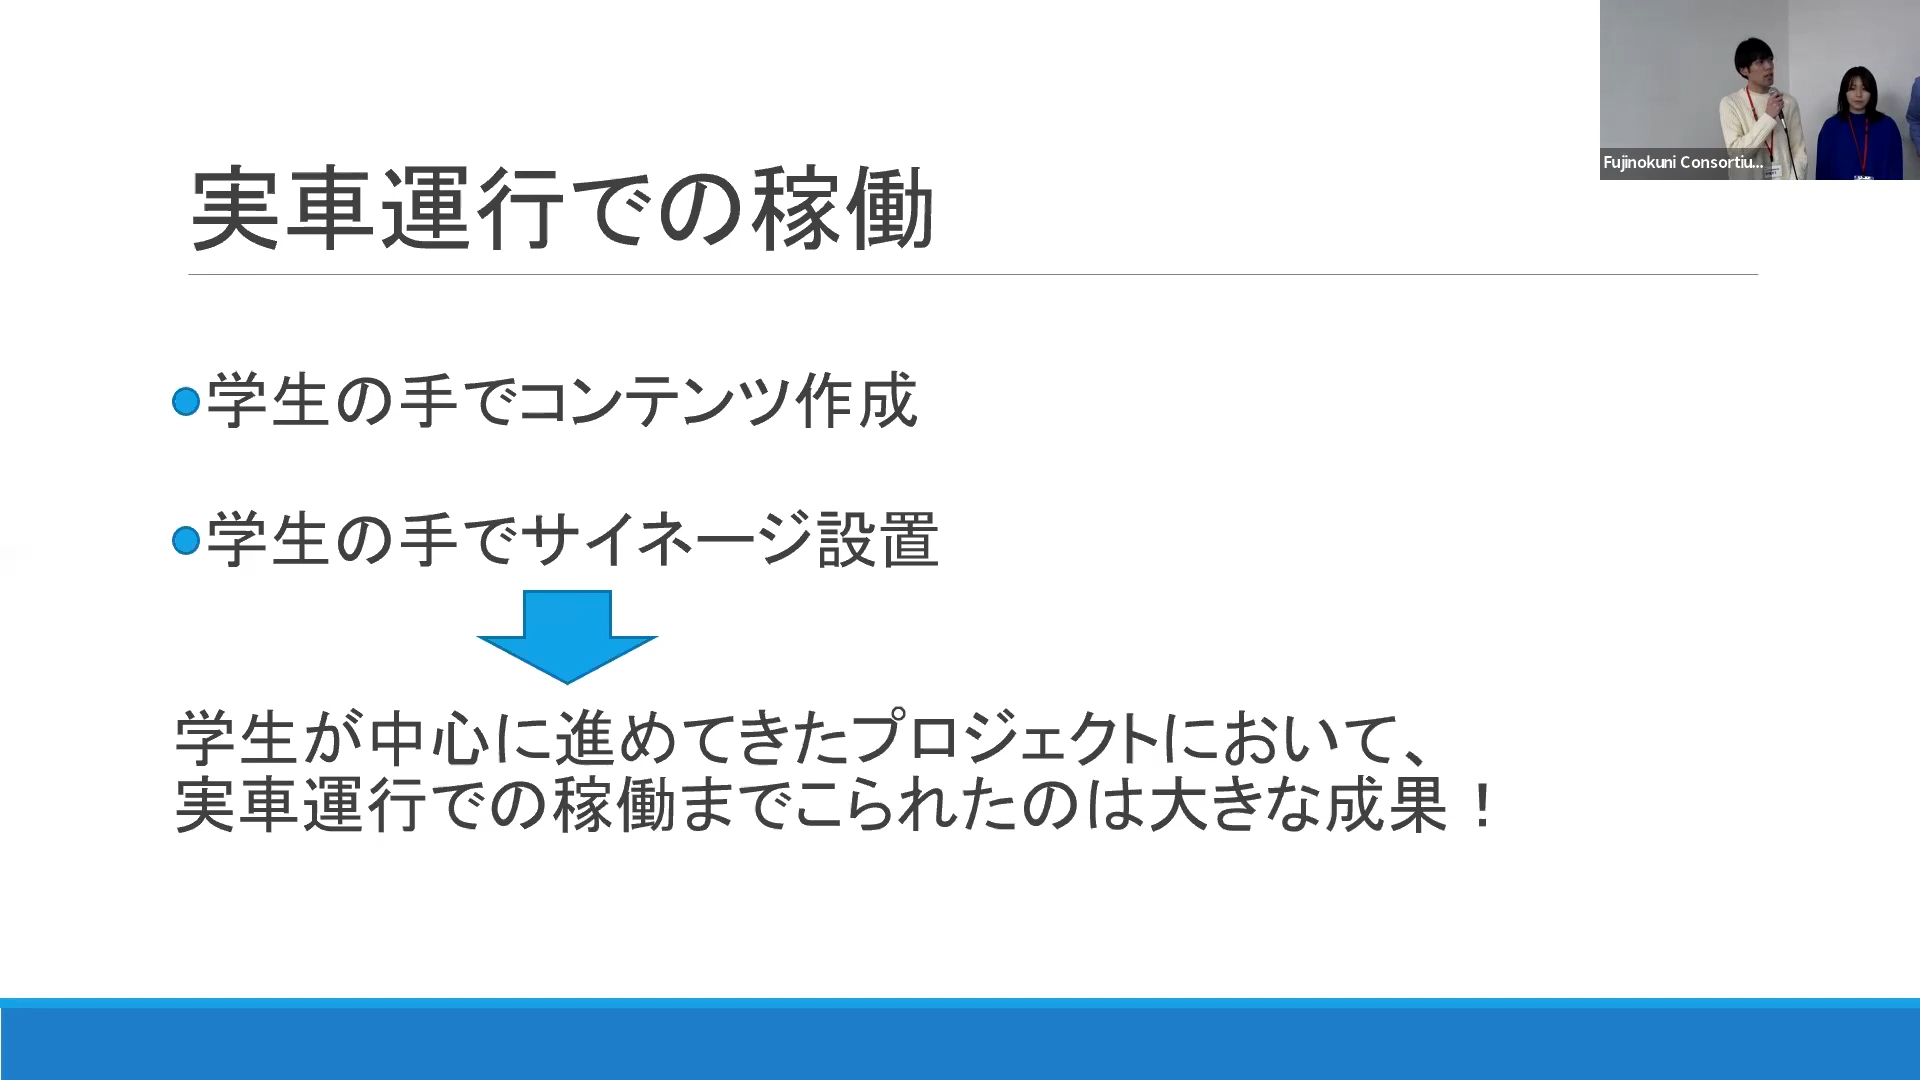 Fujinokuni Consortiu...
実車運行での稼働
●学生の手でコンテンツ作成
●学生の手でサイネージ設置
学生が中心に進めてきたプロジェクトにおいて、
実車運行での稼働までこられたのは大きな成果！